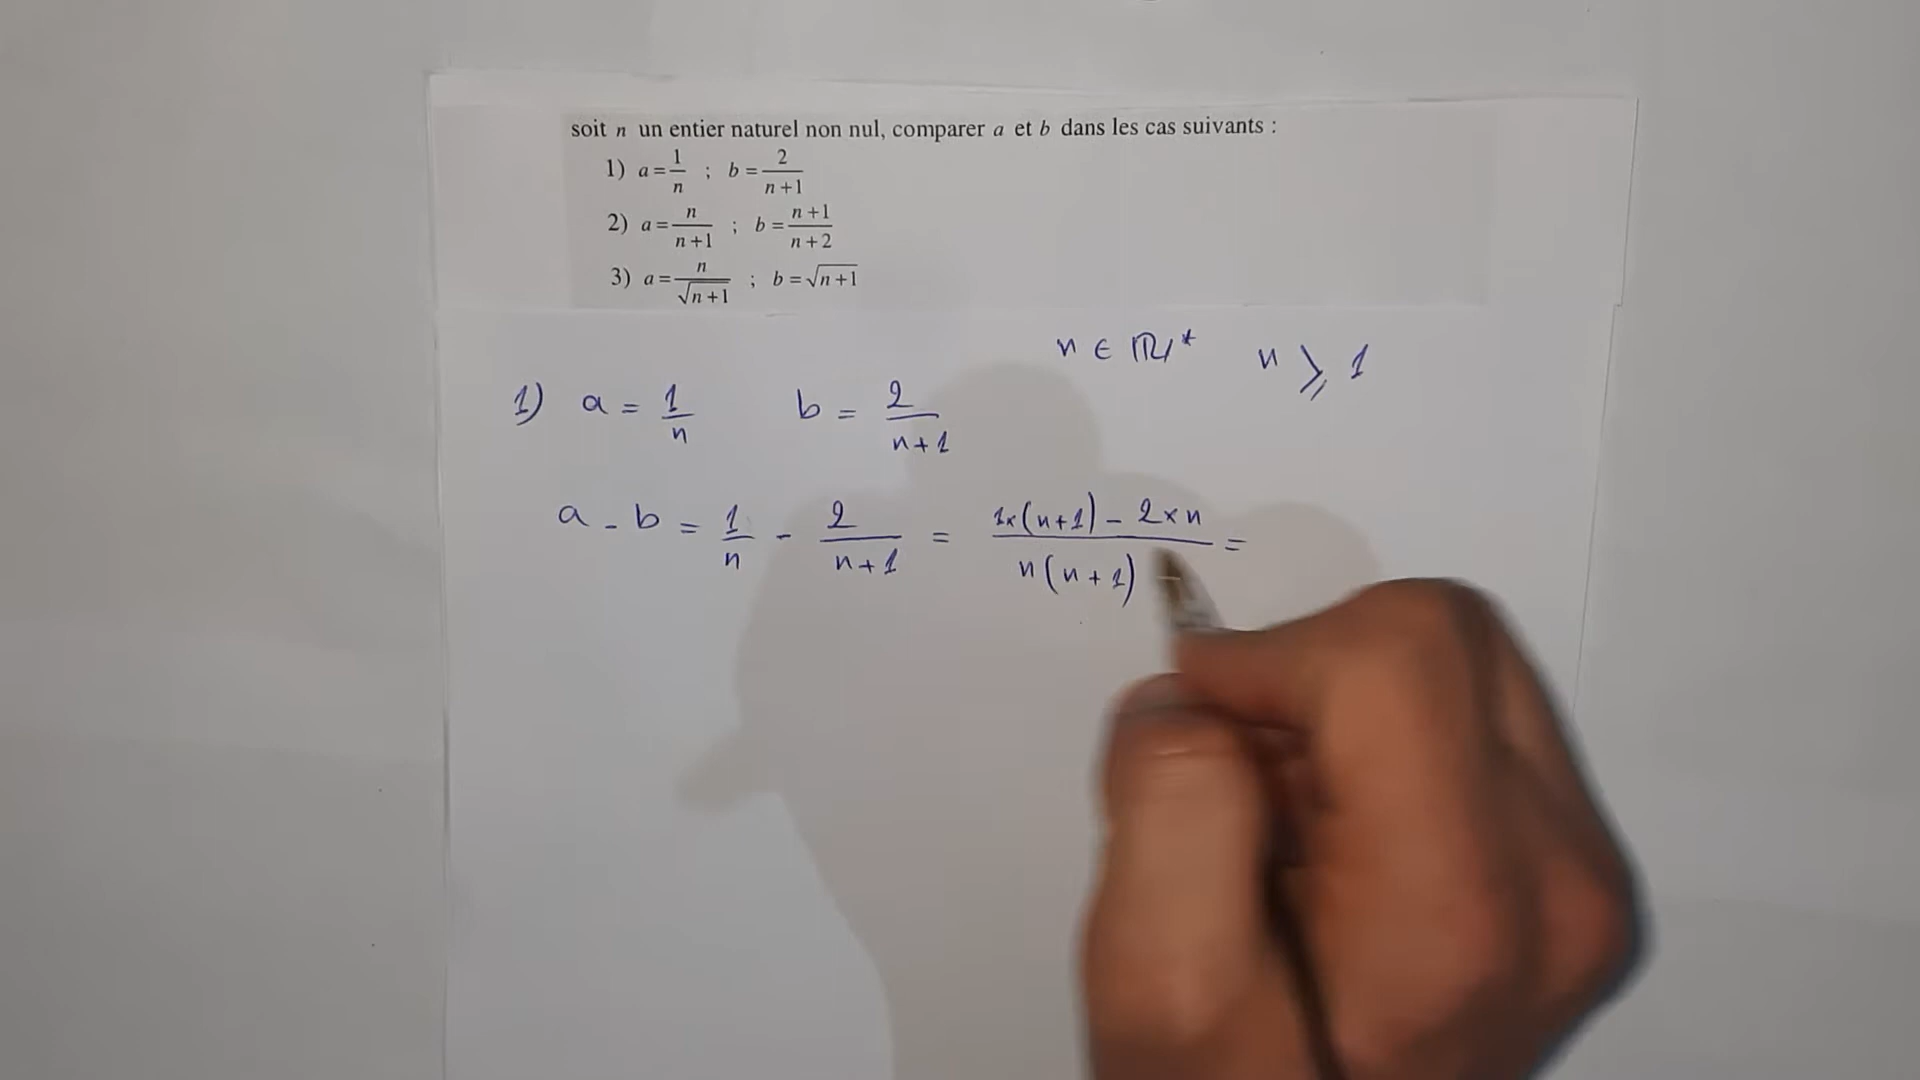 soit n un entier naturel non nul, comparer a et b dans les cas suivants :
1) a = 1/n ; b = 2/(n+1)
2) a = n/(n+1) ; b = (n+1)/(n+2)
3) a = n/√(n+1) ; b = √(n+1)
n ∈ ℕ* n ⩾ 1
1) a = 1/n b = 2/(n+1)
a - b = 1/n - 2/(n+1) = (1×(n+1) - 2×n)/(n(n+1)) =